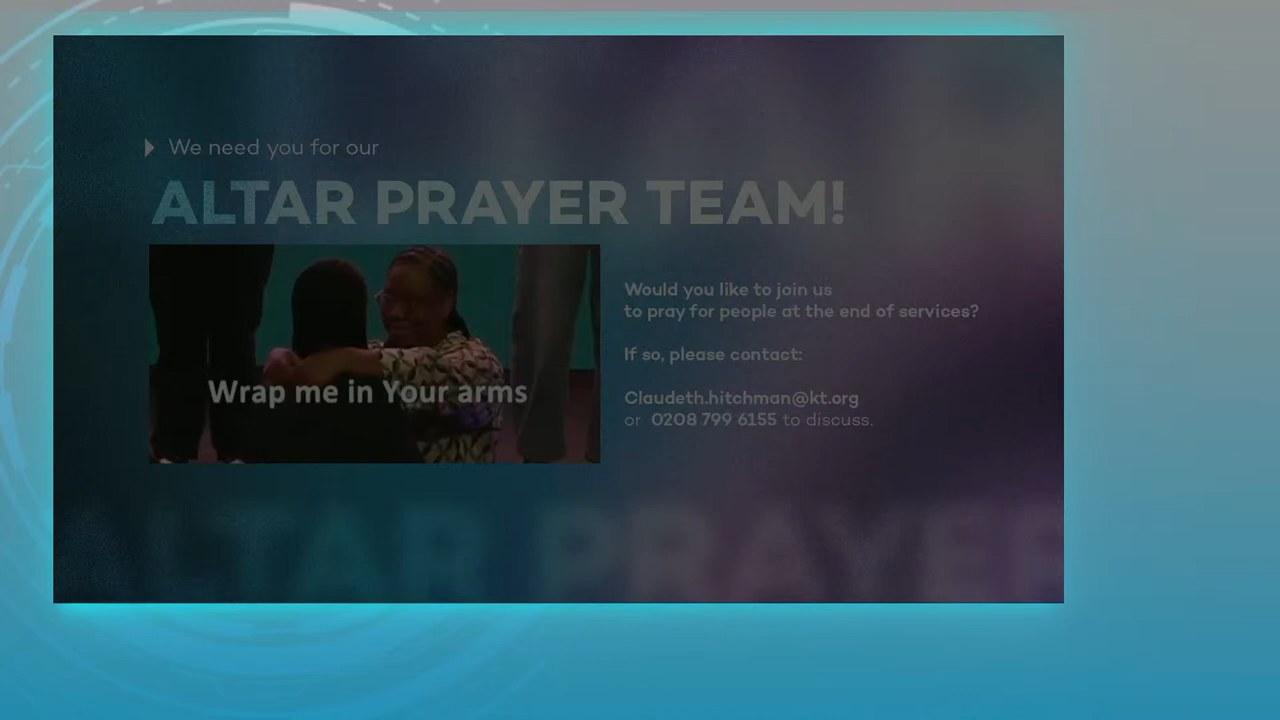 We need you for our
ALTAR PRAYER TEAM!
Wrap me in Your arms
Would you like to join us
to pray for people at the end of services?
If so, please contact:
Claudeth.hitchman@kt.org
or 0208 799 6155 to discuss.
ALTAR PRAYER